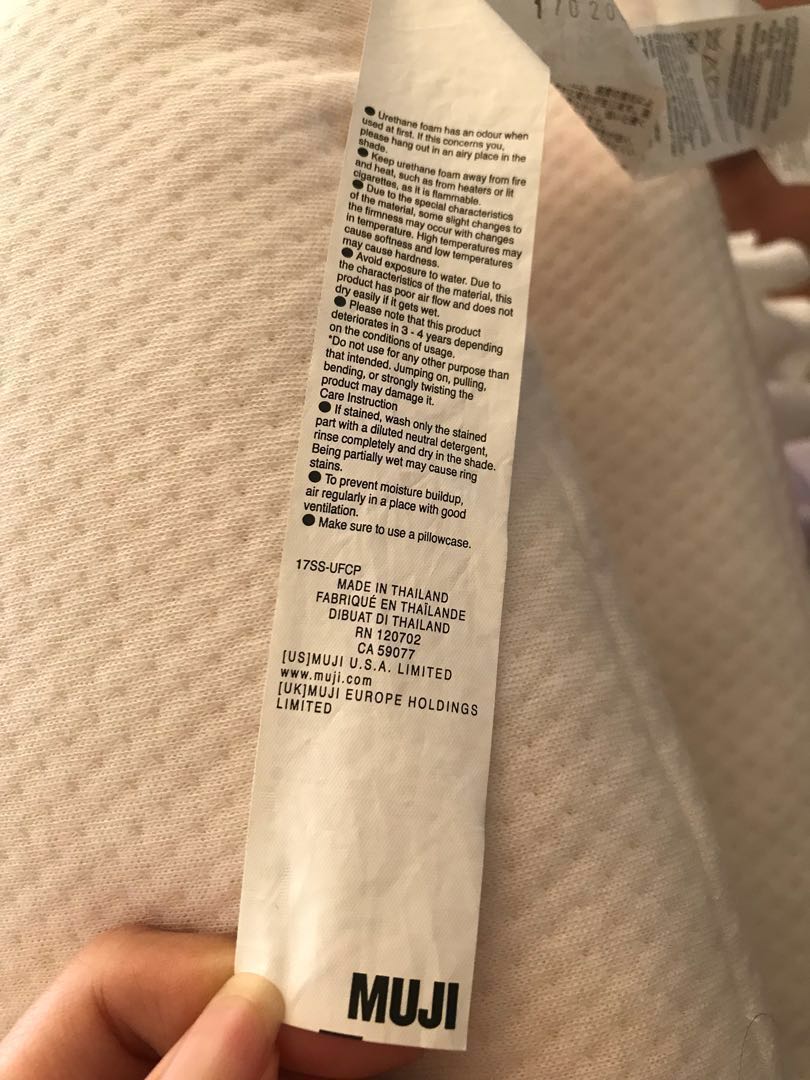 17020
● Urethane foam has an odour when
used at first. If this concerns you,
please hang out in an airy place in the
shade.
● Keep urethane foam away from fire
and heat, such as from heaters or lit
cigarettes, as it is flammable.
● Due to the special characteristics
of the material, some slight changes to
the firmness may occur with changes
in temperature. High temperatures may
cause softness and low temperatures
may cause hardness.
● Avoid exposure to water. Due to
the characteristics of the material, this
product has poor air flow and does not
dry easily if it gets wet.
● Please note that this product
deteriorates in 3 - 4 years depending
on the conditions of usage.
*Do not use for any other purpose than
that intended. Jumping on, pulling,
bending, or strongly twisting the
product may damage it.
Care Instruction
● If stained, wash only the stained
part with a diluted neutral detergent,
rinse completely and dry in the shade.
Being partially wet may cause ring
stains.
● To prevent moisture buildup,
air regularly in a place with good
ventilation.
● Make sure to use a pillowcase.
17SS-UFCP
MADE IN THAILAND
FABRIQUÉ EN THAÏLANDE
DIBUAT DI THAILAND
RN 120702
CA 59077
[US]MUJI U.S.A. LIMITED
www.muji.com
[UK]MUJI EUROPE HOLDINGS
LIMITED
MUJI